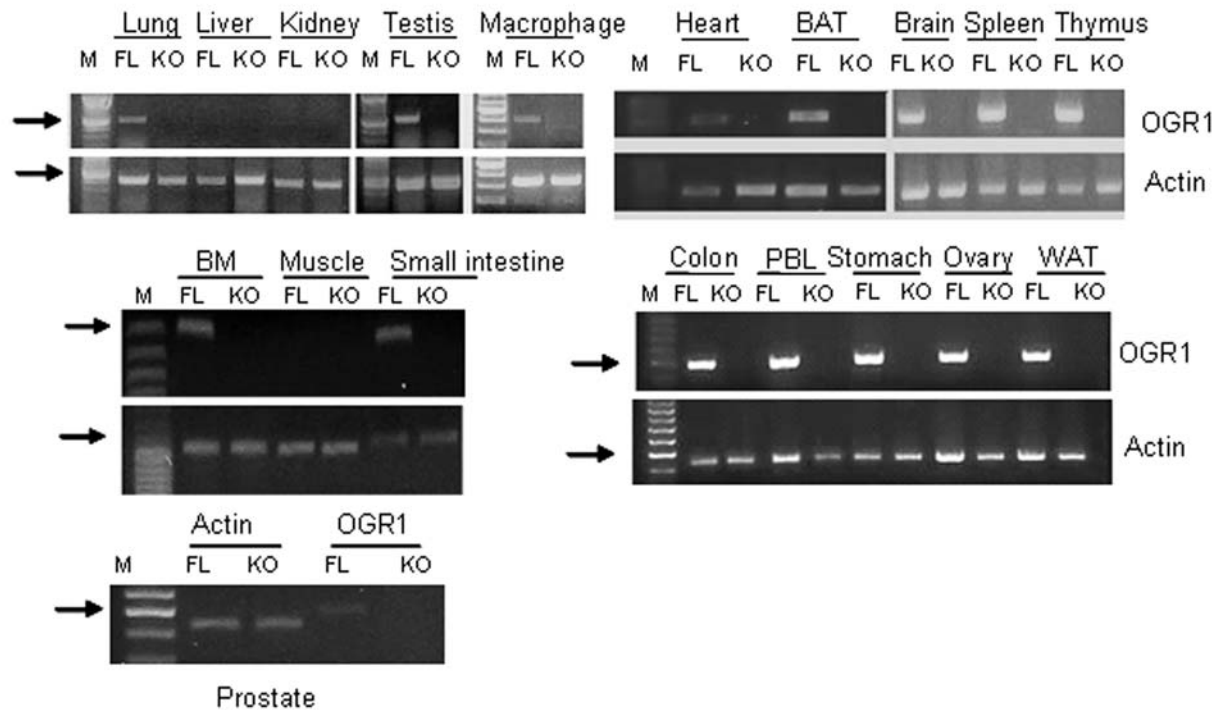 Lung Liver Kidney Testis Macrophage
M FL KO FL KO FL KO M FL KO M FL KO
Heart BAT Brain Spleen Thymus
M FL KO FL KO FL KO FL KO FL KO
OGR1
Actin
BM Muscle Small intestine
M FL KO FL KO FL KO
Colon PBL Stomach Ovary WAT
M FL KO FL KO FL KO FL KO FL KO
OGR1
Actin
Actin OGR1
M FL KO FL KO
Prostate